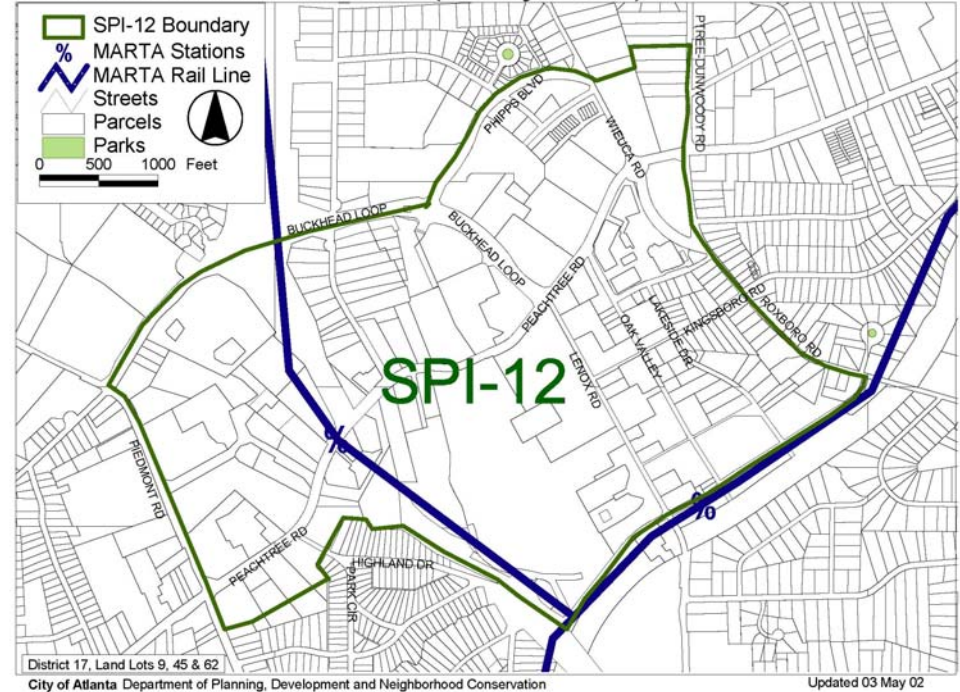 SPI-12 Boundary
% MARTA Stations
MARTA Rail Line
Streets
Parcels
Parks
0 500 1000 Feet
PHIPPS BLVD
PTREE-DUNWOODY RD
WIEUCA RD
BUCKHEAD LOOP
BUCKHEAD LOOP
PEACHTREE RD
KINGSBORO RD
ROXBORO RD
LAKESIDE DR
OAK VALLEY
LENOX RD
SPI-12
%
PIEDMONT RD
%
PEACHTREE RD
HIGHLAND DR
PARK CIR
District 17, Land Lots 9, 45 & 62
City of Atlanta Department of Planning, Development and Neighborhood Conservation
Updated 03 May 02